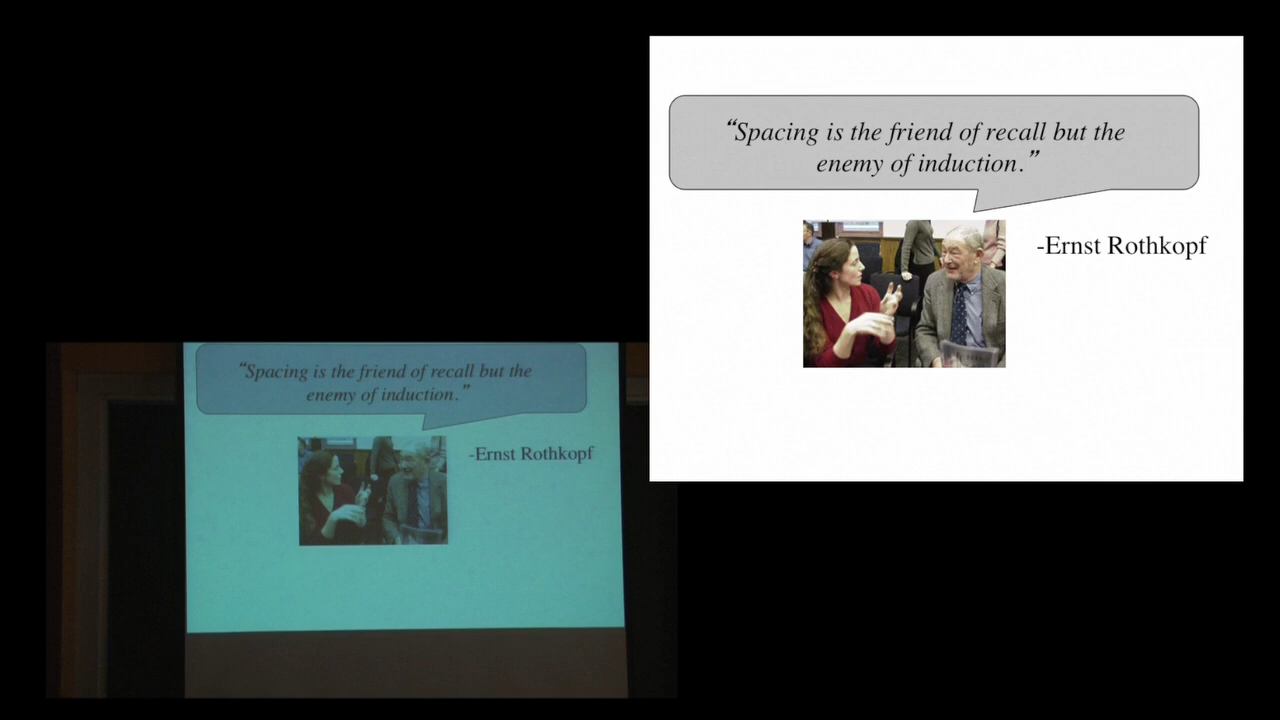 “Spacing is the friend of recall but the
enemy of induction.”
-Ernst Rothkopf
“Spacing is the friend of recall but the
enemy of induction.”
-Ernst Rothkopf